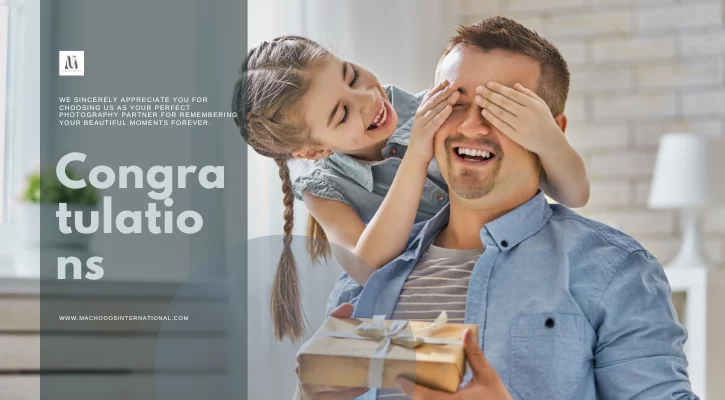 WE SINCERELY APPRECIATE YOU FOR
CHOOSING US AS YOUR PERFECT
PHOTOGRAPHY PARTNER FOR REMEMBERING
YOUR BEAUTIFUL MOMENTS FOREVER.
Congra
tulatio
ns
WWW.MACHOOOSINTERNATIONAL.COM